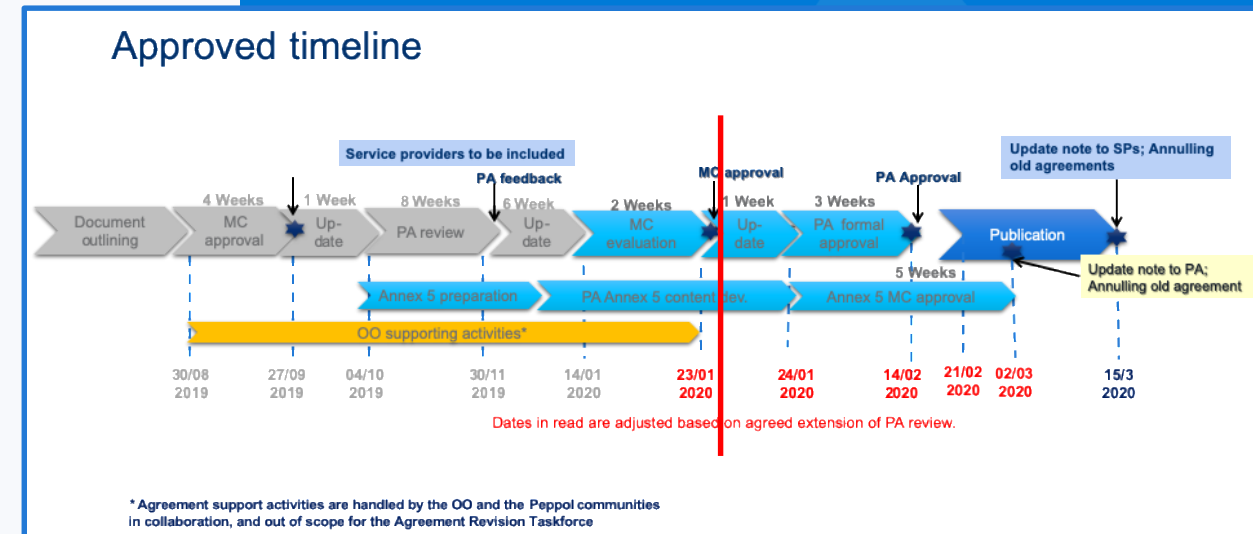 Approved timeline
Service providers to be included
Update note to SPs; Annulling
old agreements
PA feedback
MC approval
PA Approval
4 Weeks
1 Week
8 Weeks
6 Week
2 Weeks
1 Week
3 Weeks
Document
outlining
MC
approval
Up-
date
PA review
Up-
date
MC
evaluation
Up-
date
PA formal
approval
Publication
5 Weeks
Update note to PA;
Annulling old agreement
Annex 5 preparation
PA Annex 5 content dev.
Annex 5 MC approval
OO supporting activities*
30/08
2019
27/09
2019
04/10
2019
30/11
2019
14/01
2020
23/01
2020
24/01
2020
14/02
2020
21/02
2020
02/03
2020
15/3
2020
Dates in read are adjusted based on agreed extension of PA review.
* Agreement support activities are handled by the OO and the Peppol communities
in collaboration, and out of scope for the Agreement Revision Taskforce